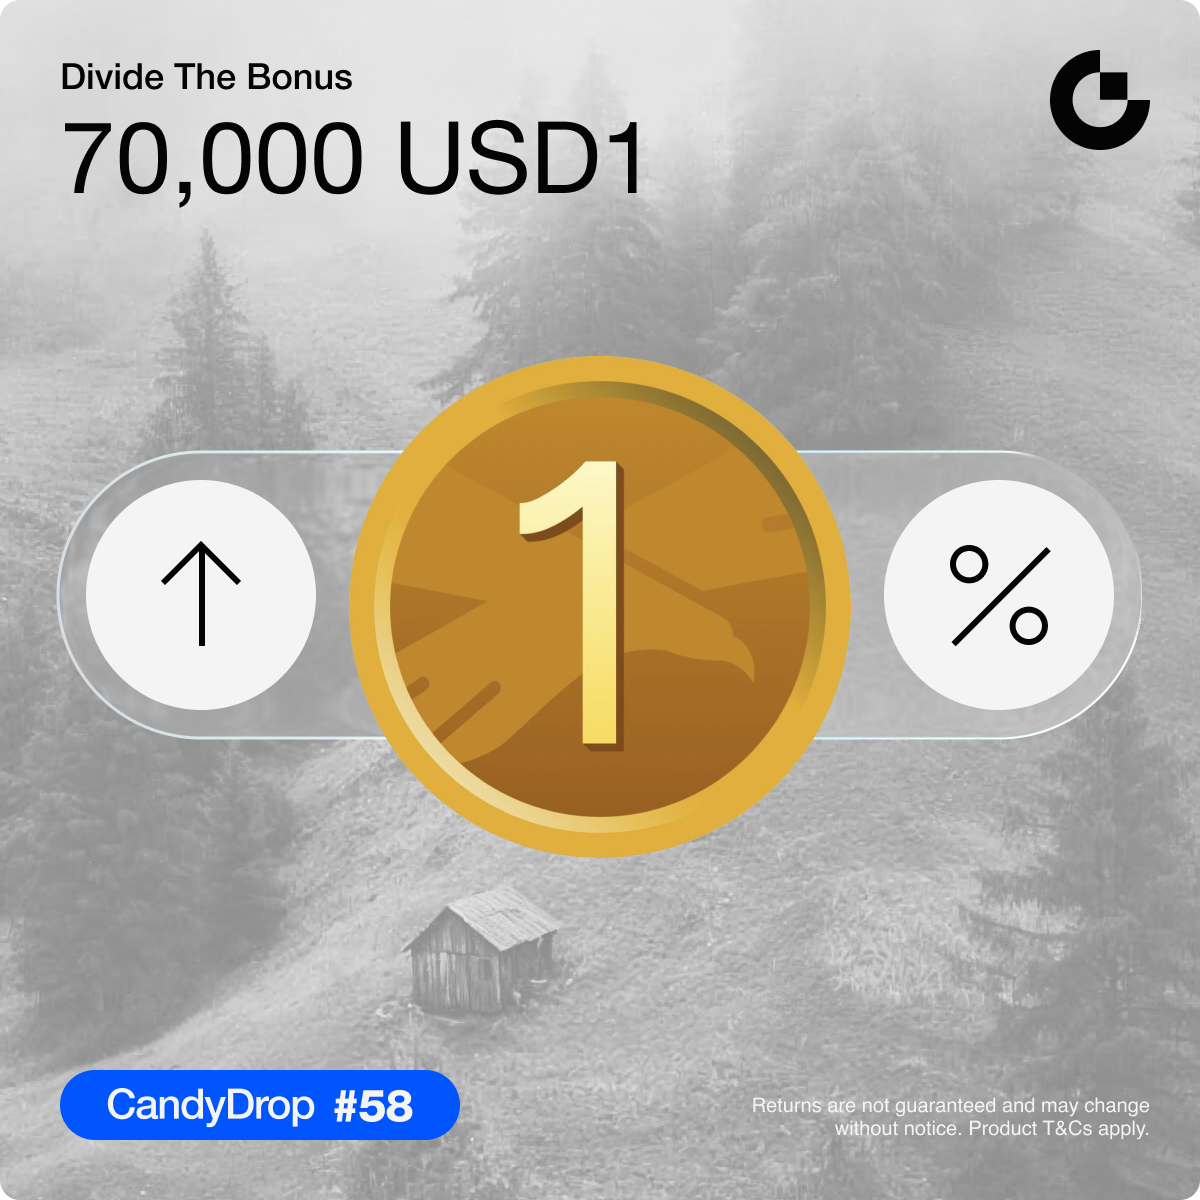 Divide The Bonus
70,000 USD1
1
CandyDrop #58
Returns are not guaranteed and may change
without notice. Product T&Cs apply.